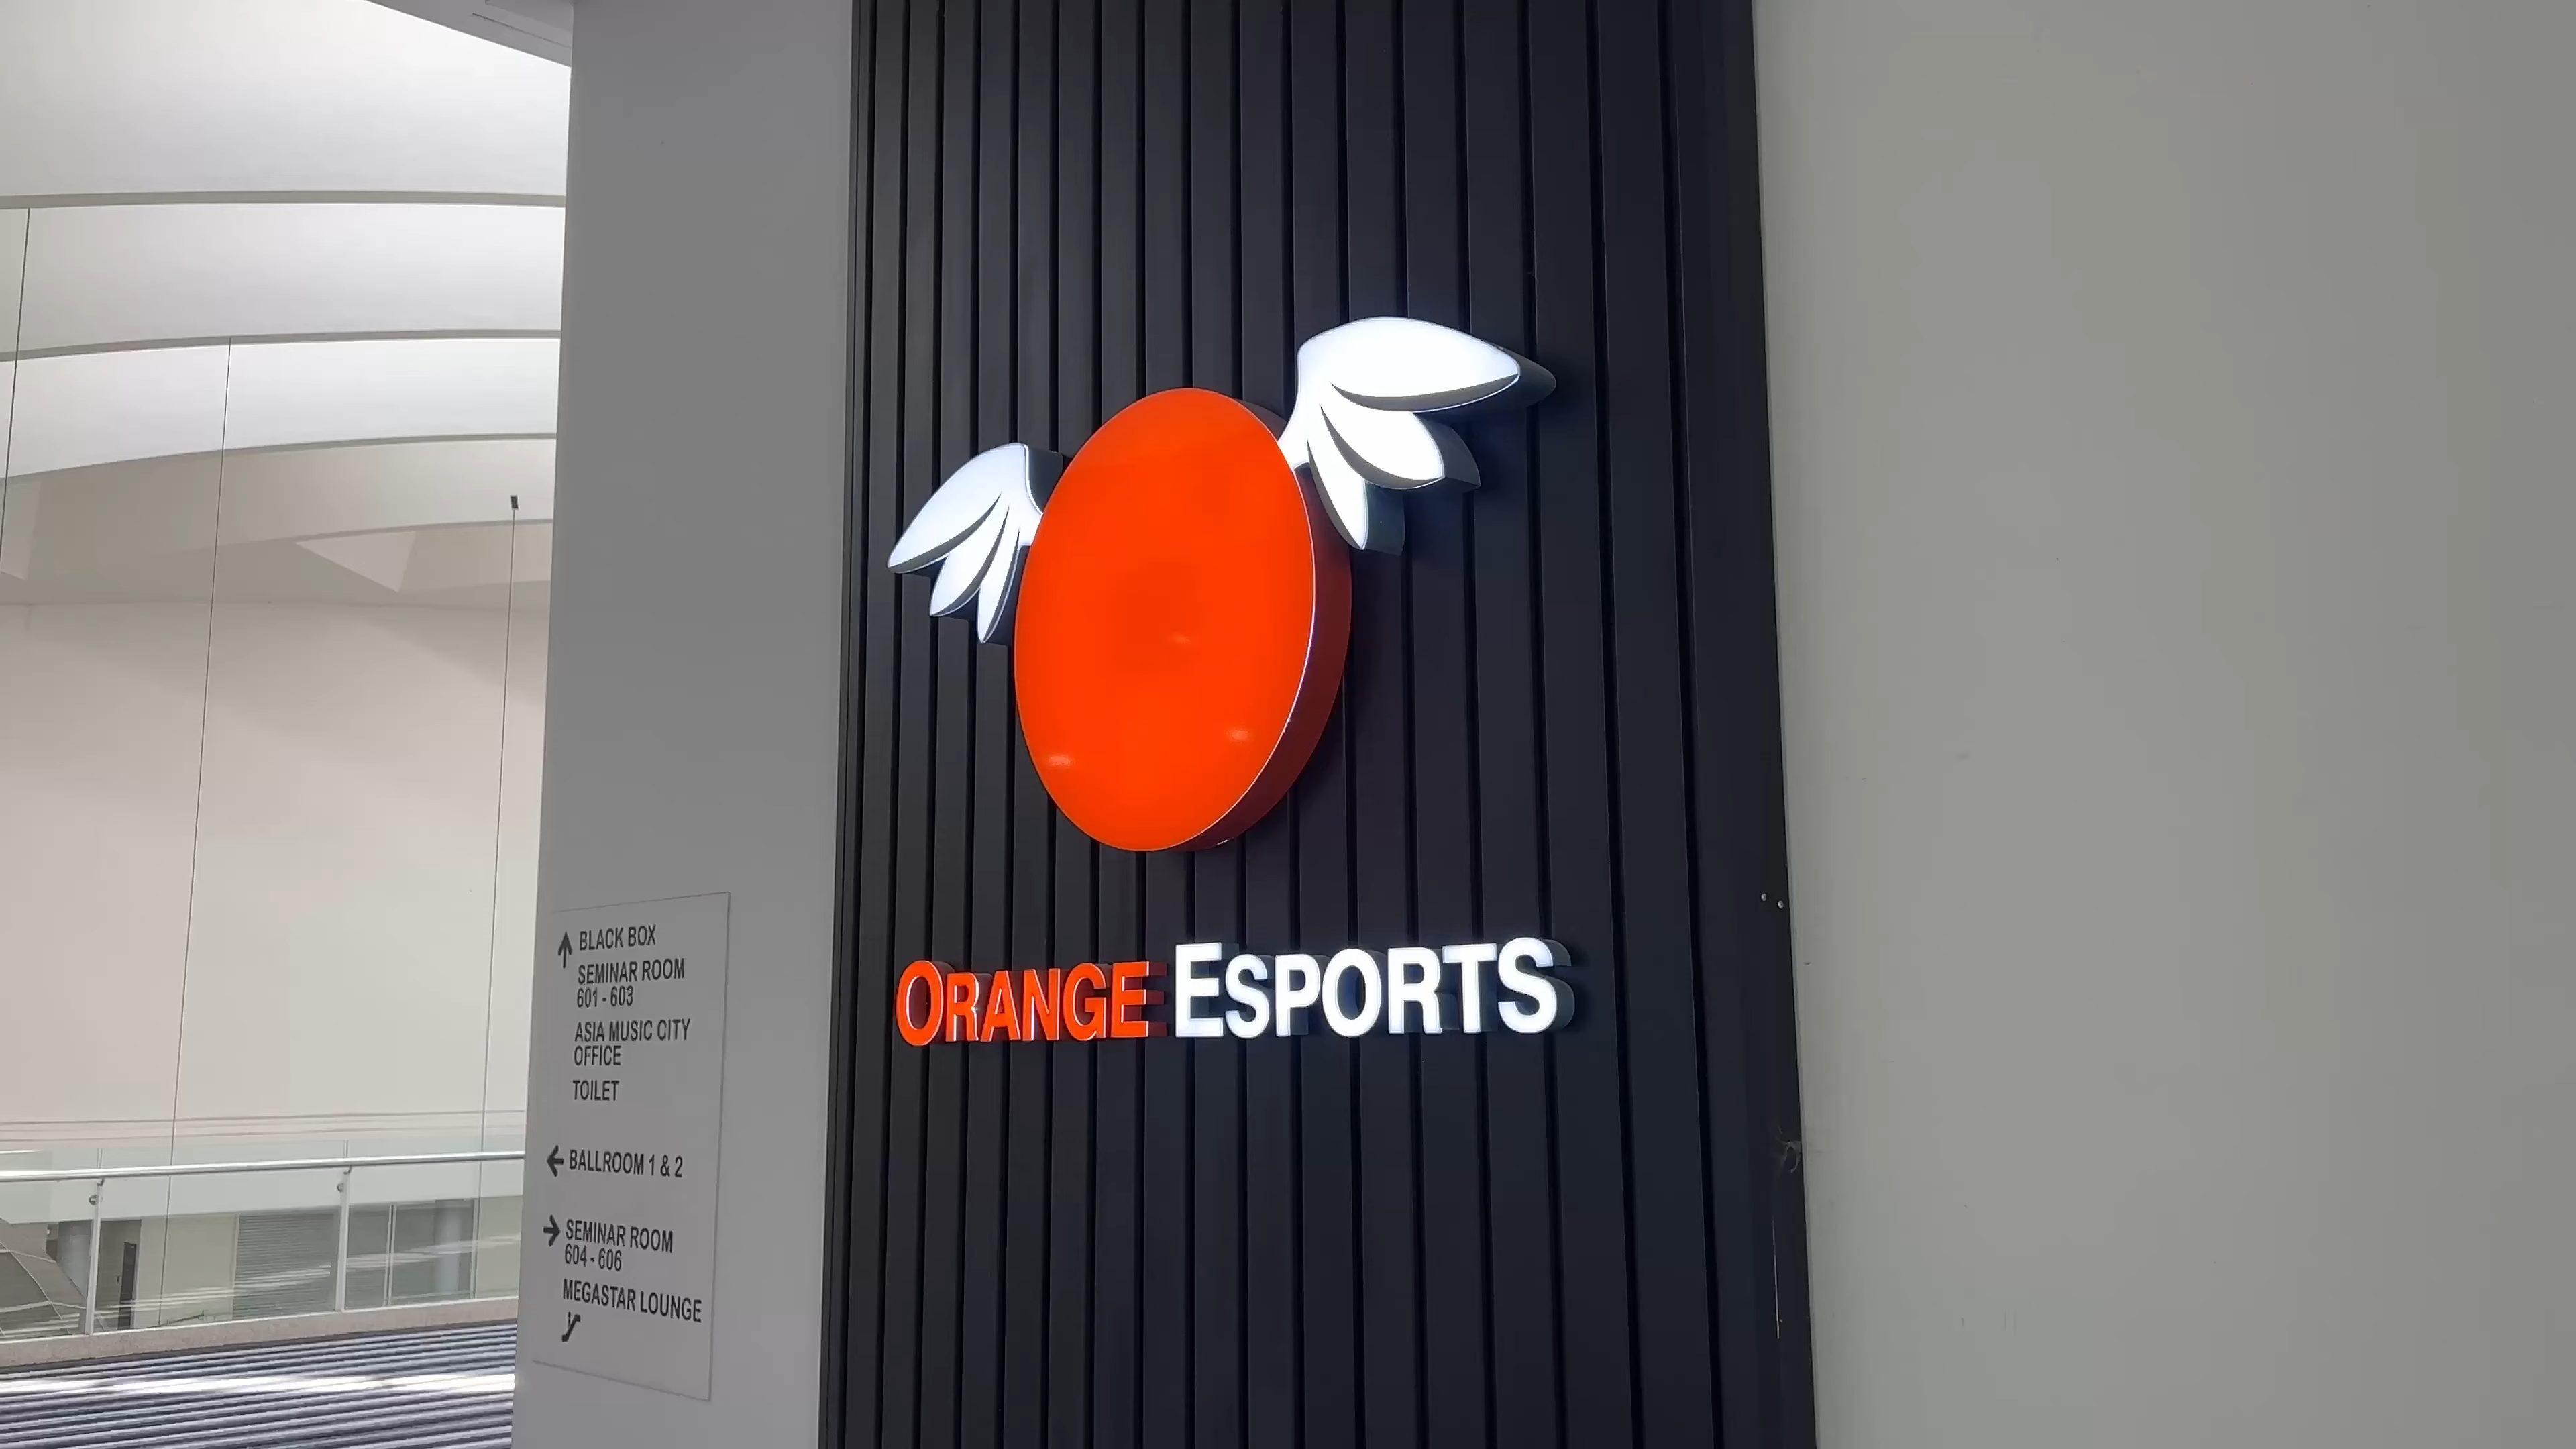 BLACK BOX
SEMINAR ROOM
601 - 603
ASIA MUSIC CITY
OFFICE
TOILET
BALLROOM 1 & 2
SEMINAR ROOM
604 - 606
MEGASTAR LOUNGE
ORANGE ESPORTS